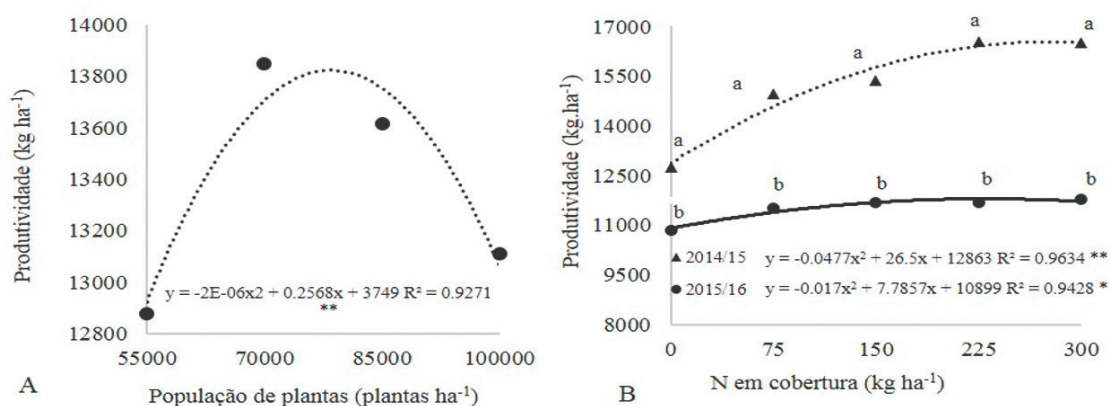 14000
13800
13600
13400
13200
13000
12800
Produtividade (kg ha⁻¹)
y = -2E-06x2 + 0.2568x + 3749 R² = 0.9271
**
55000 70000 85000 100000
População de plantas (plantas ha⁻¹)
A
17000
15500
14000
12500
11000
9500
8000
Produtividade (kg.ha⁻¹)
a a a a a
b b b b b
2014/15 y = -0.0477x² + 26.5x + 12863 R² = 0.9634 **
2015/16 y = -0.017x² + 7.7857x + 10899 R² = 0.9428 *
0 75 150 225 300
N em cobertura (kg ha⁻¹)
B